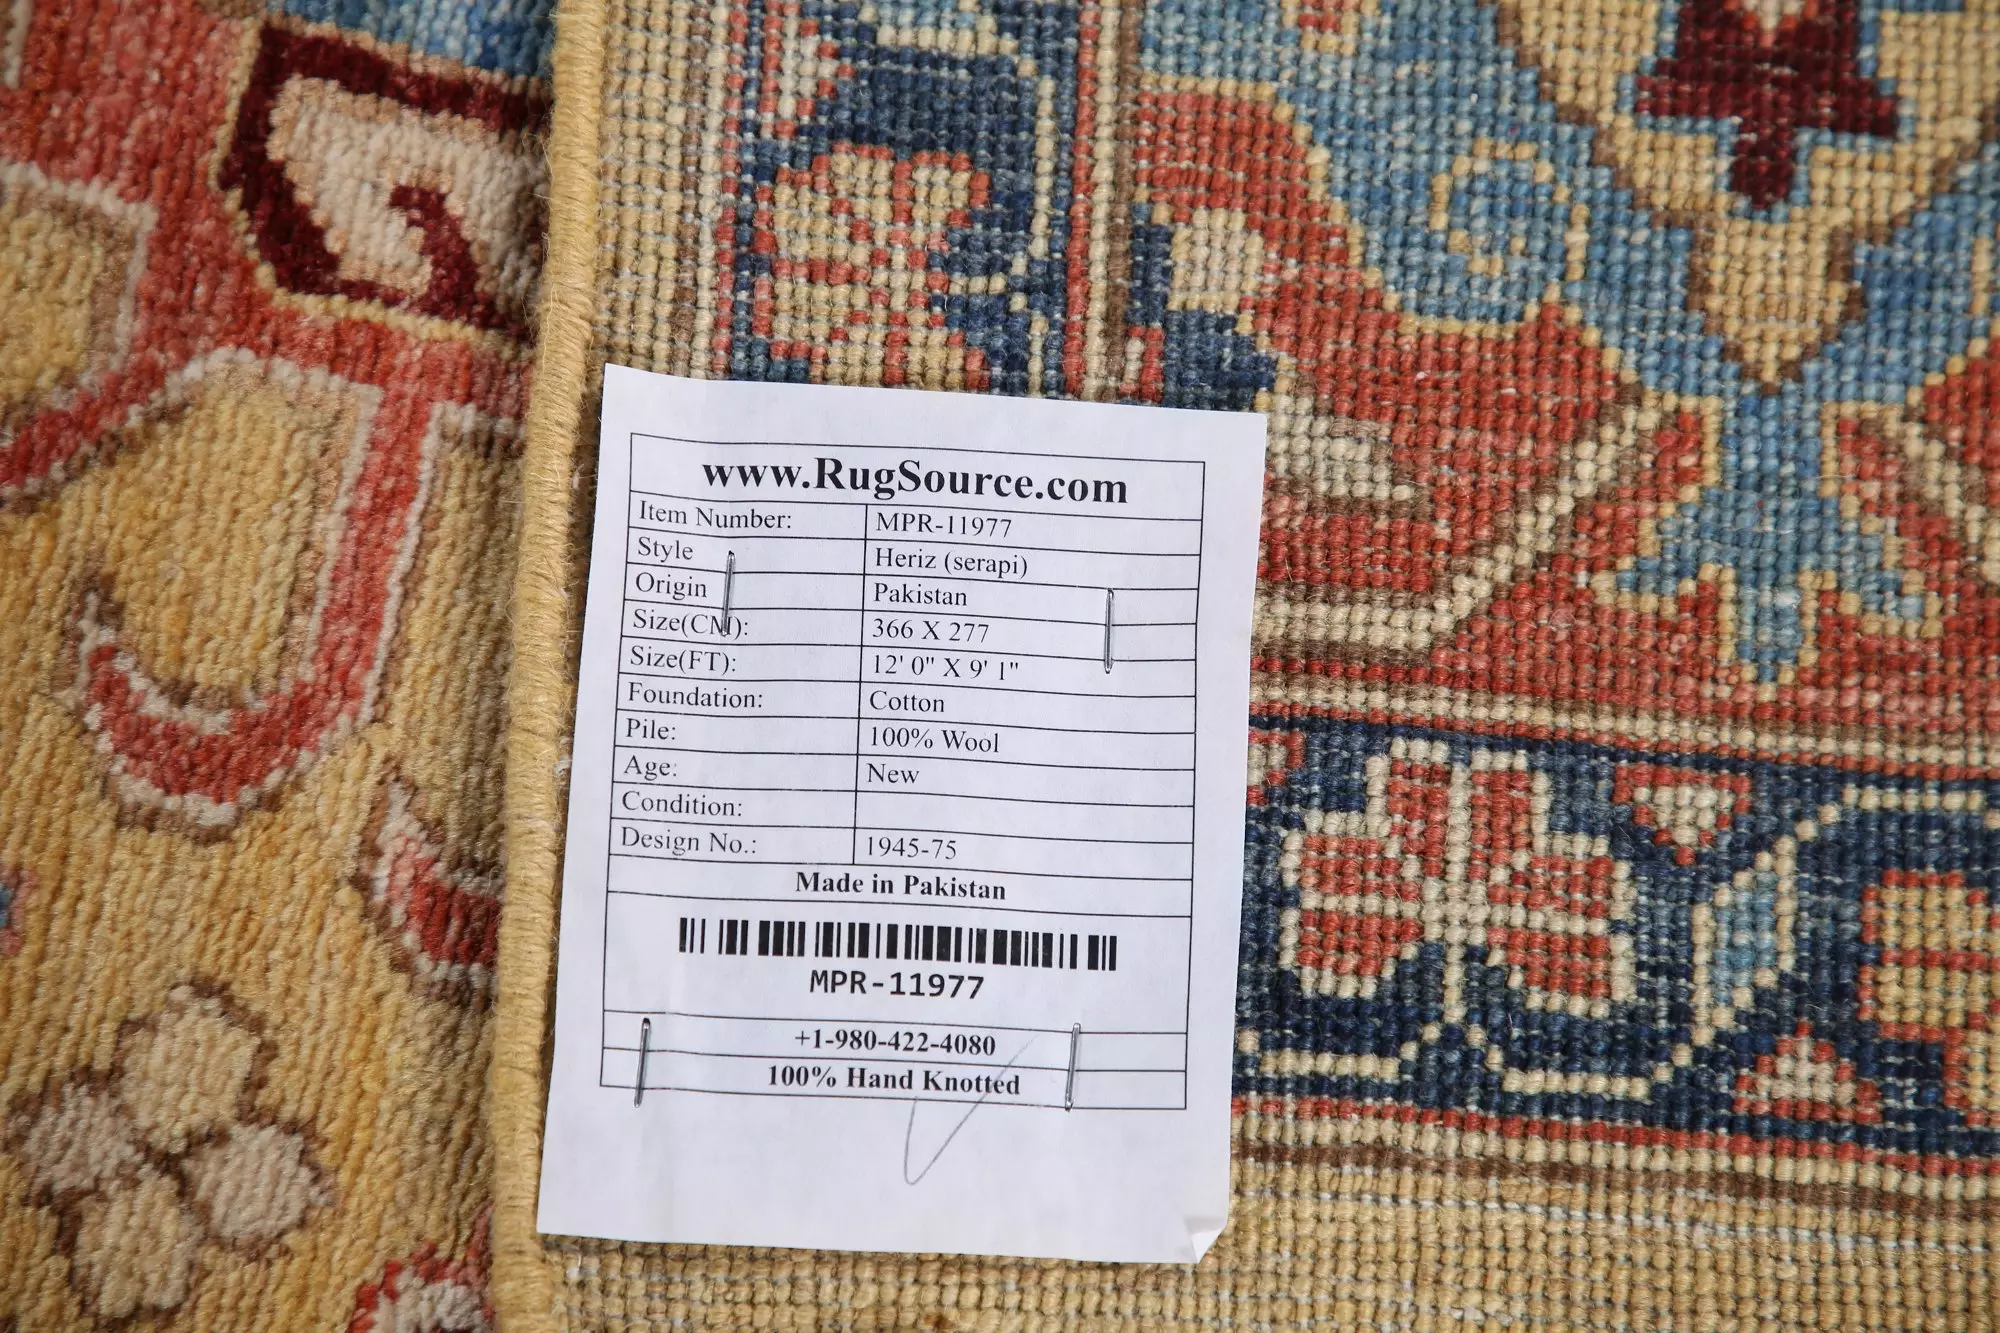 www.RugSource.com
Item Number: MPR-11977
Style Heriz (serapi)
Origin Pakistan
Size(CM): 366 X 277
Size(FT): 12' 0" X 9' 1"
Foundation: Cotton
Pile: 100% Wool
Age: New
Condition:
Design No.: 1945-75
Made in Pakistan
MPR-11977
+1-980-422-4080
100% Hand Knotted